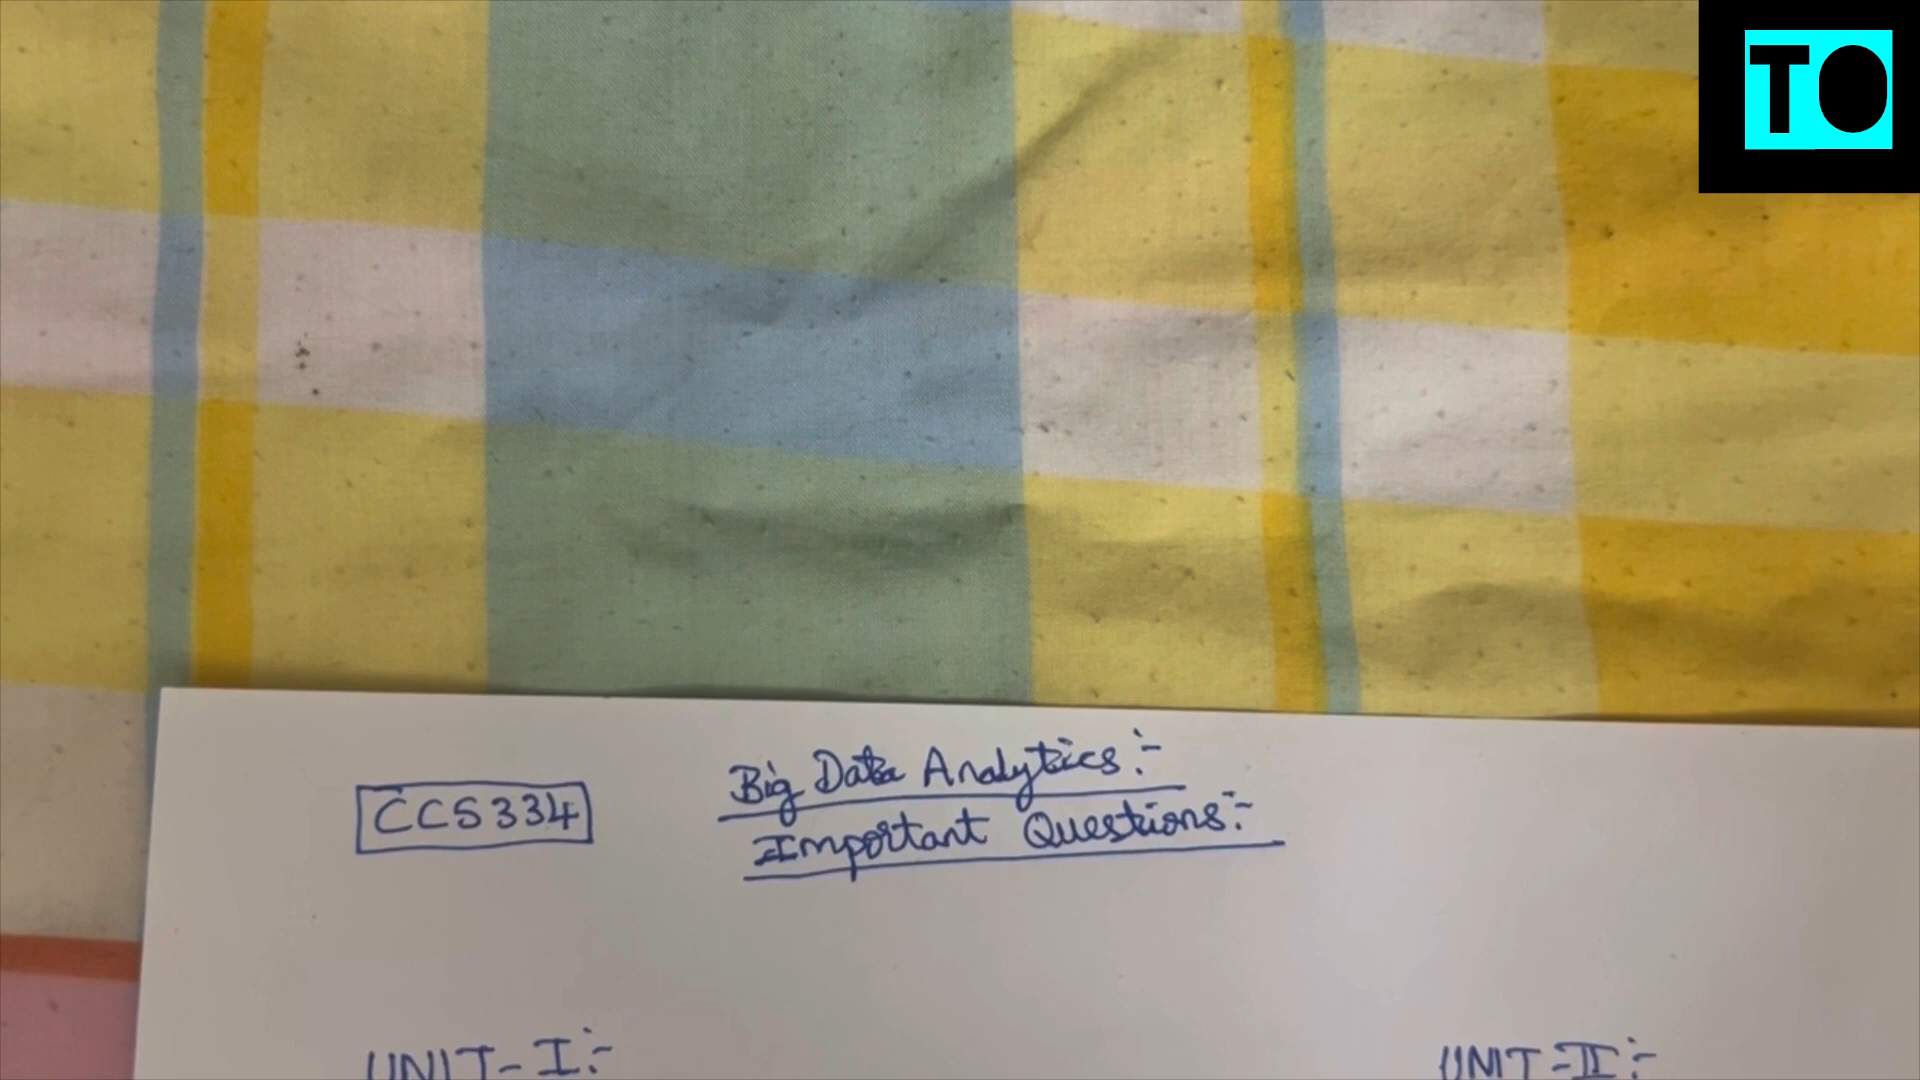 TO
CCS334
Big Data Analytics:-
Important Questions:-
UNIT-I:-
UNIT-II:-